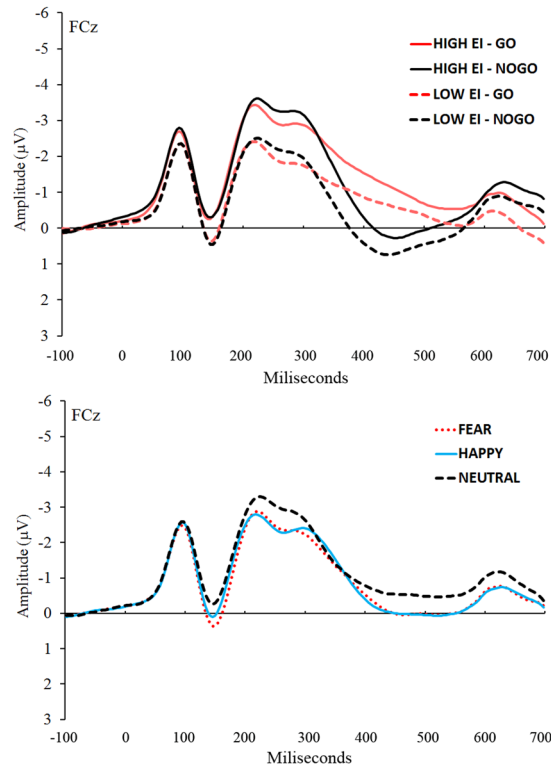 FCz
-6
-5
-4
-3
-2
-1
0
1
2
3
Amplitude (µV)
HIGH EI - GO
HIGH EI - NOGO
LOW EI - GO
LOW EI - NOGO
-100 0 100 200 300 400 500 600 700
Miliseconds
FCz
-6
-5
-4
-3
-2
-1
0
1
2
3
Amplitude (µV)
FEAR
HAPPY
NEUTRAL
-100 0 100 200 300 400 500 600 700
Miliseconds